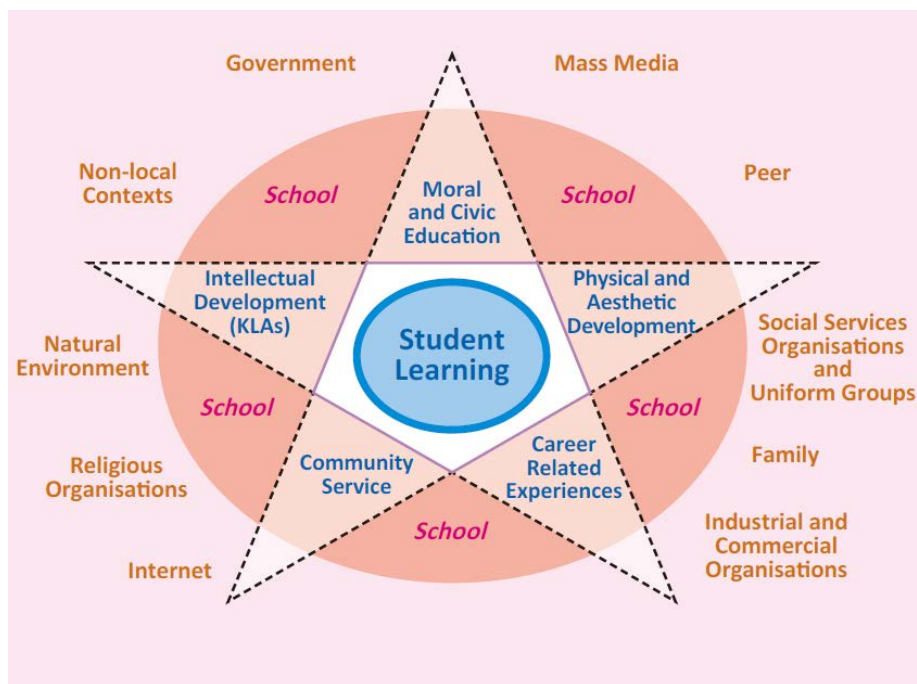 Government
Mass Media
Non-local
Contexts
School
Moral
and Civic
Education
School
Peer
Intellectual
Development
(KLAs)
Physical and
Aesthetic
Development
Student
Learning
Natural
Environment
Social Services
Organisations
and
Uniform Groups
School
School
Religious
Organisations
Community
Service
Career
Related
Experiences
Family
School
Internet
Industrial and
Commercial
Organisations